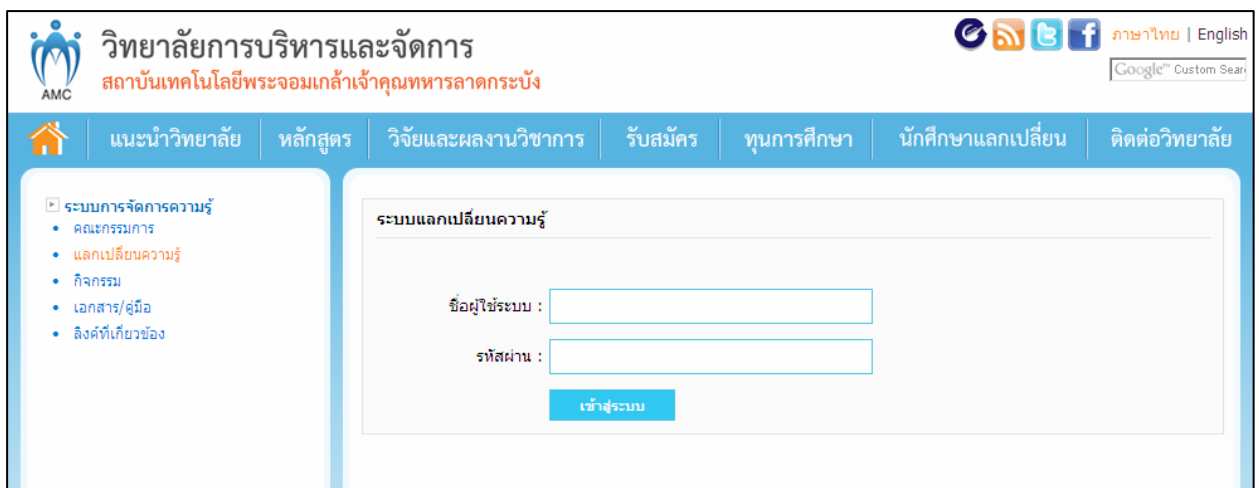 วิทยาลัยการบริหารและจัดการ
สถาบันเทคโนโลยีพระจอมเกล้าเจ้าคุณทหารลาดกระบัง
AMC
ภาษาไทย | English
Google™ Custom Sear
แนะนำวิทยาลัย หลักสูตร วิจัยและผลงานวิชาการ รับสมัคร ทุนการศึกษา นักศึกษาแลกเปลี่ยน ติดต่อวิทยาลัย
ระบบการจัดการความรู้
• คณะกรรมการ
• แลกเปลี่ยนความรู้
• กิจกรรม
• เอกสาร/คู่มือ
• ลิงค์ที่เกี่ยวข้อง
ระบบแลกเปลี่ยนความรู้
ชื่อผู้ใช้ระบบ :
รหัสผ่าน :
เข้าสู่ระบบ